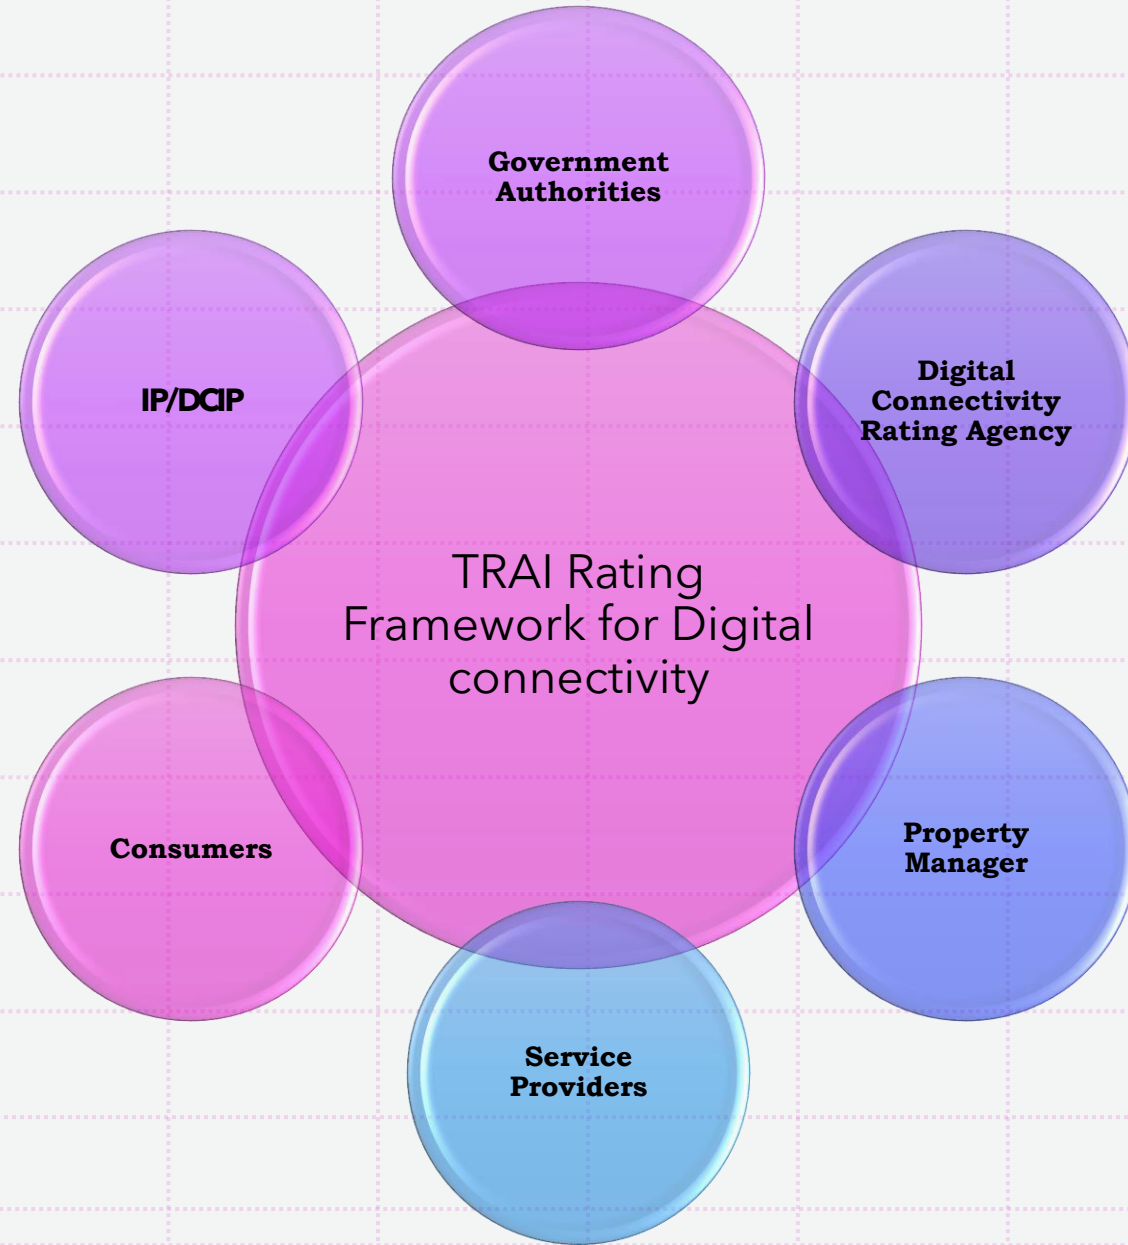 Government
Authorities
IP/DCIP
Digital
Connectivity
Rating Agency
TRAI Rating
Framework for Digital
connectivity
Consumers
Property
Manager
Service
Providers